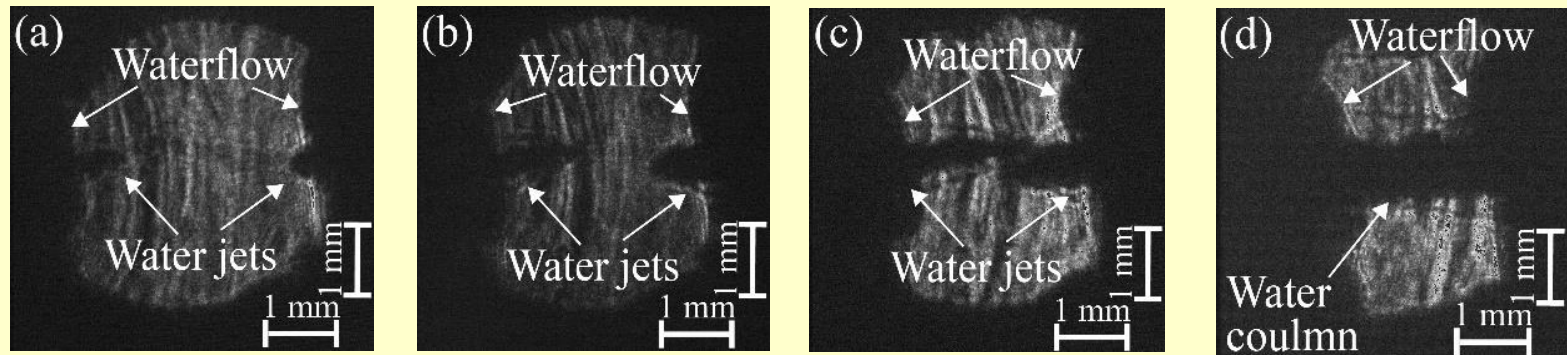 (a)
Waterflow
Water jets
1 mm
1 mm
(b)
Waterflow
Water jets
1 mm
1 mm
(c)
Waterflow
Water jets
1 mm
1 mm
(d)
Waterflow
Water
coulmn
1 mm
1 mm